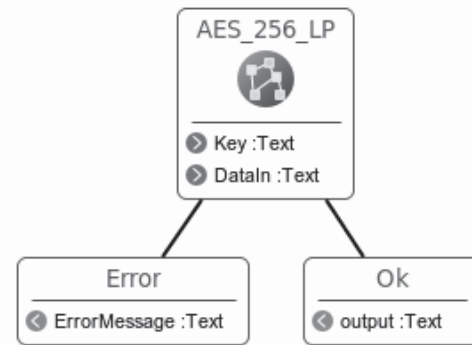 AES_256_LP
Key :Text
DataIn :Text
Error
ErrorMessage :Text
Ok
output :Text